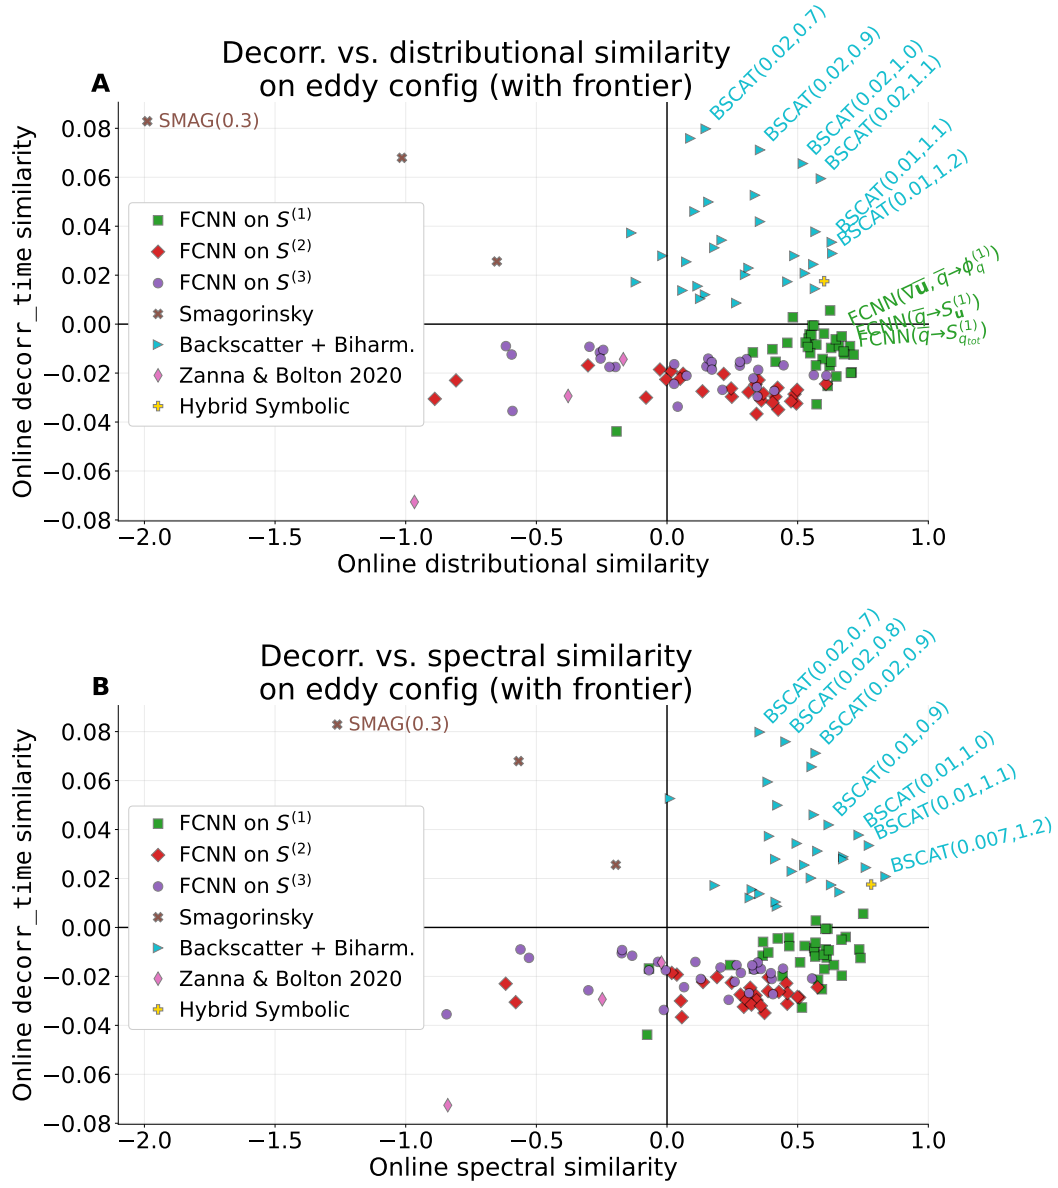 Decorr. vs. distributional similarity
on eddy config (with frontier)
A
BSCAT(0.02,0.7)
BSCAT(0.02,0.9)
BSCAT(0.02,1.0)
BSCAT(0.02,1.1)
BSCAT(0.01,1.1)
BSCAT(0.01,1.2)
SMAG(0.3)
FCNN(∇u̅, q̅→ϕ_q^(1))
FCNN(q̅→S_u^(1))
FCNN(q̅→S_{q_tot}^(1))
Online decorr_time similarity
0.08
0.06
0.04
0.02
0.00
−0.02
−0.04
−0.06
−0.08
FCNN on S^(1)
FCNN on S^(2)
FCNN on S^(3)
Smagorinsky
Backscatter + Biharm.
Zanna & Bolton 2020
Hybrid Symbolic
−2.0 −1.5 −1.0 −0.5 0.0 0.5 1.0
Online distributional similarity
Decorr. vs. spectral similarity
on eddy config (with frontier)
B
BSCAT(0.02,0.7)
BSCAT(0.02,0.8)
BSCAT(0.02,0.9)
BSCAT(0.01,0.9)
BSCAT(0.01,1.0)
BSCAT(0.01,1.1)
BSCAT(0.007,1.2)
SMAG(0.3)
Online decorr_time similarity
0.08
0.06
0.04
0.02
0.00
−0.02
−0.04
−0.06
−0.08
FCNN on S^(1)
FCNN on S^(2)
FCNN on S^(3)
Smagorinsky
Backscatter + Biharm.
Zanna & Bolton 2020
Hybrid Symbolic
−2.0 −1.5 −1.0 −0.5 0.0 0.5 1.0
Online spectral similarity